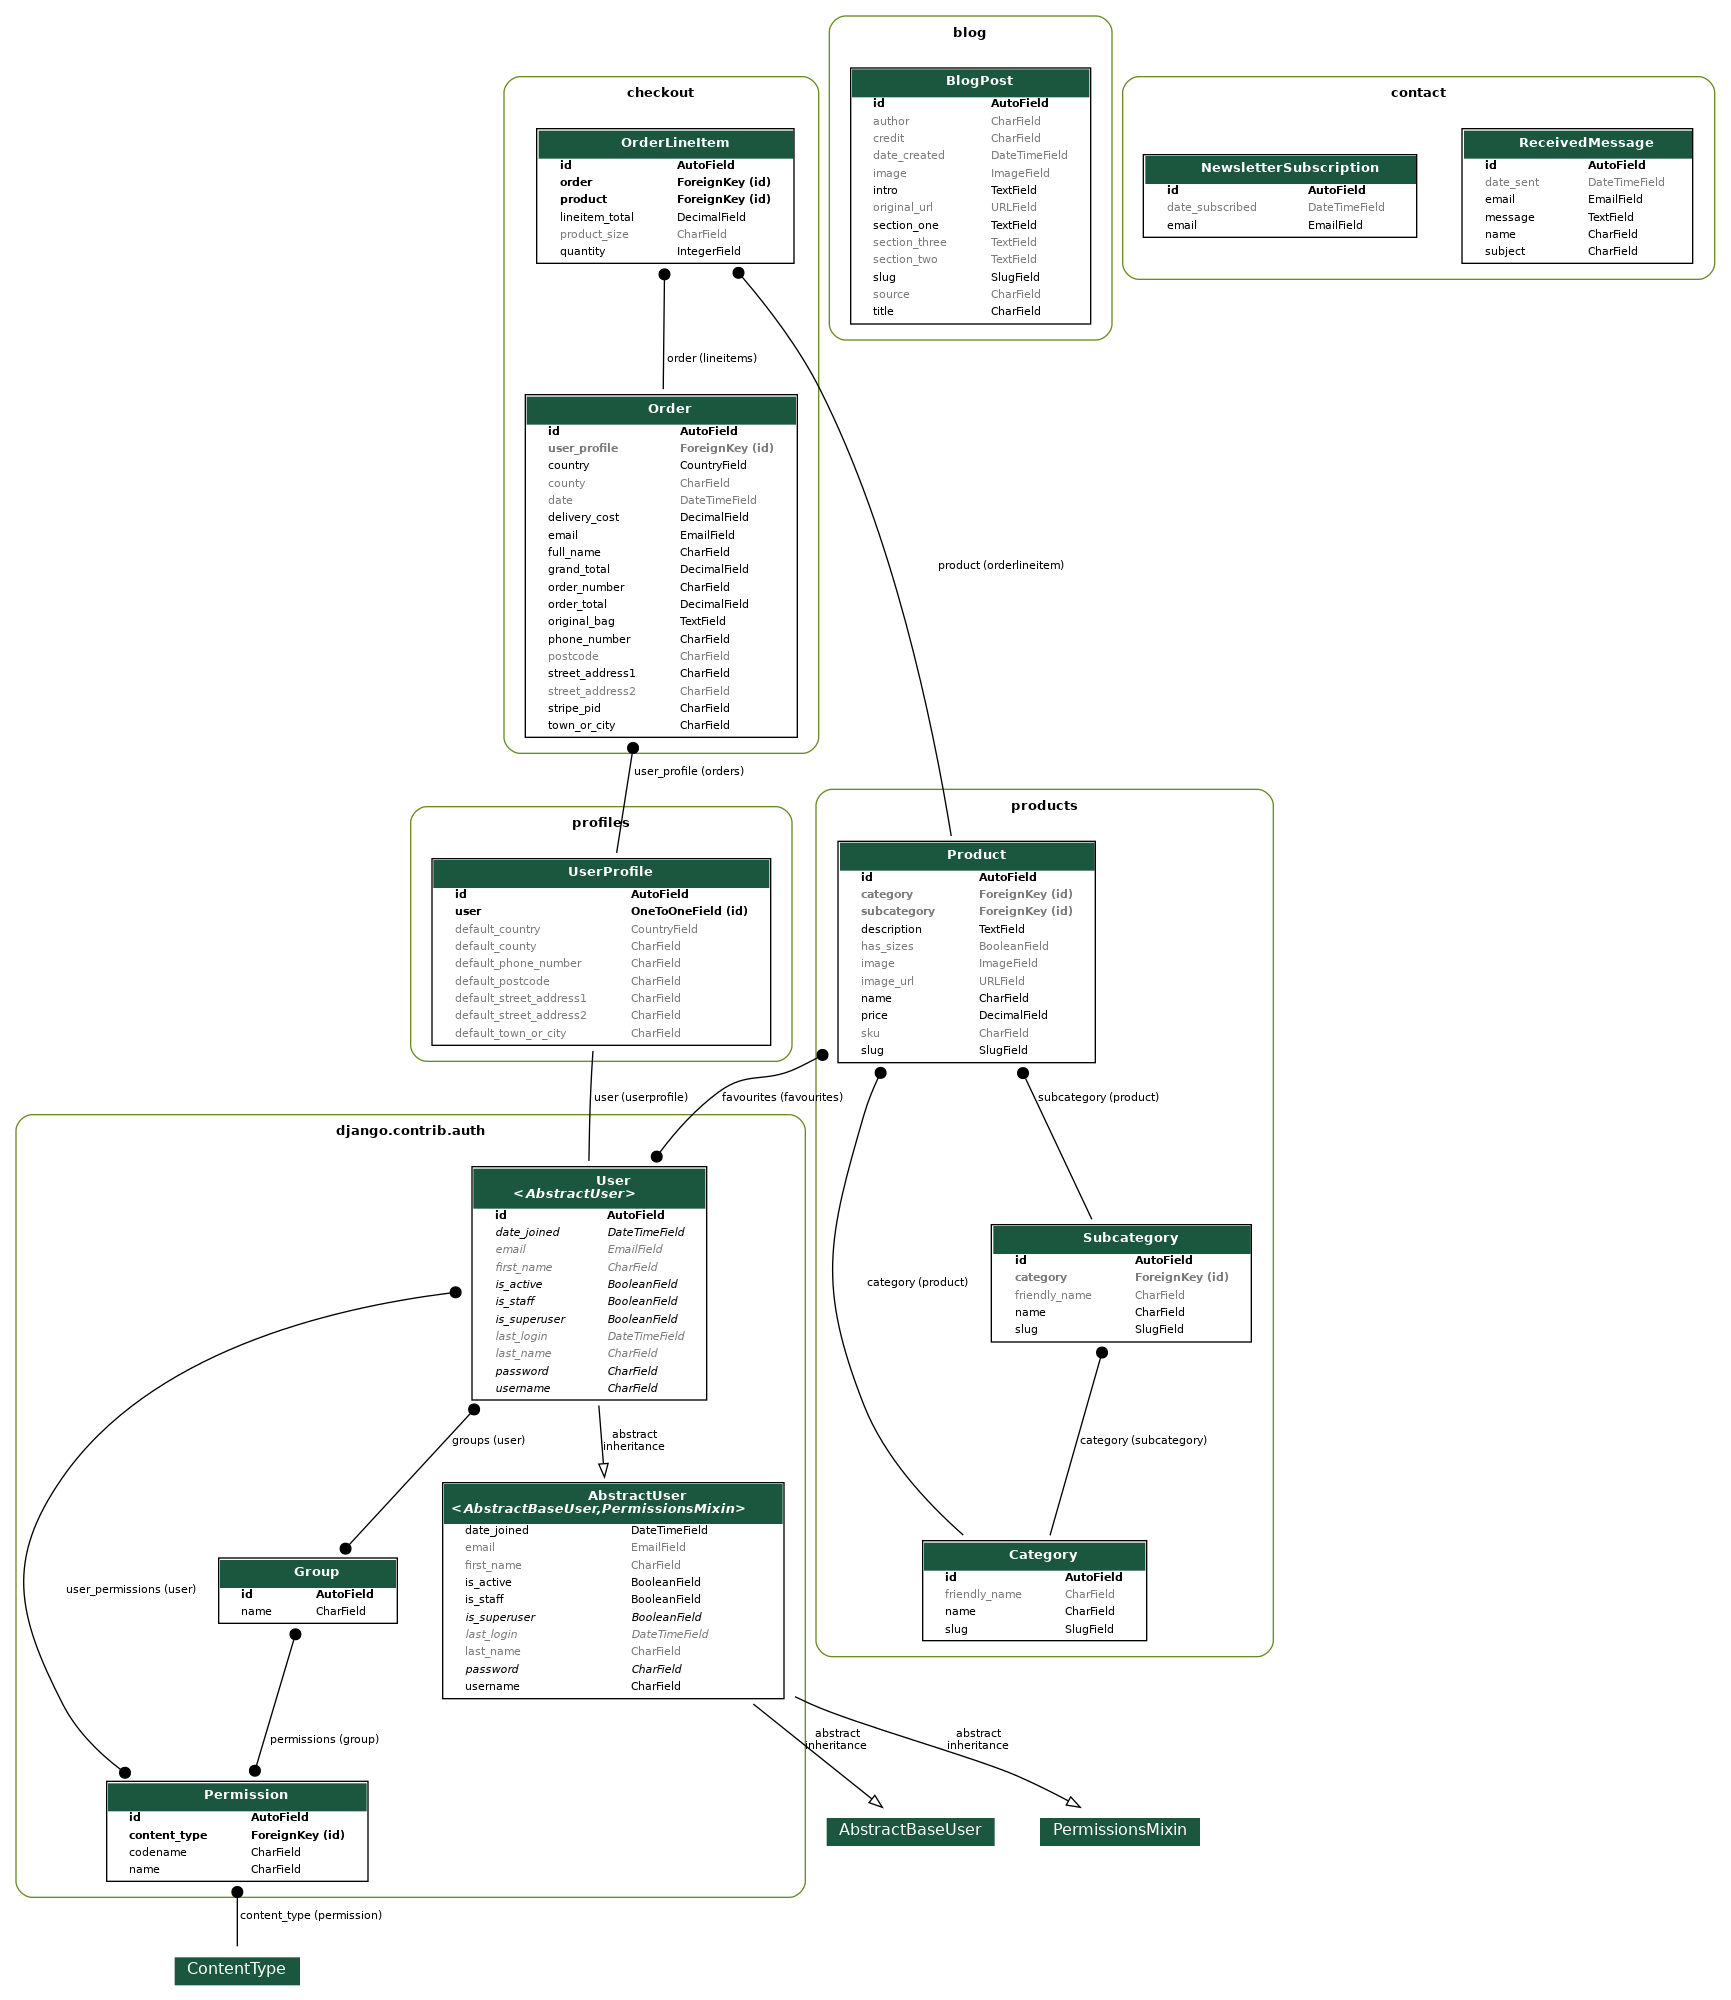 blog
BlogPost
id AutoField
author CharField
credit CharField
date_created DateTimeField
image ImageField
intro TextField
original_url URLField
section_one TextField
section_three TextField
section_two TextField
slug SlugField
source CharField
title CharField
checkout
OrderLineItem
id AutoField
order ForeignKey (id)
product ForeignKey (id)
lineitem_total DecimalField
product_size CharField
quantity IntegerField
contact
NewsletterSubscription
id AutoField
date_subscribed DateTimeField
email EmailField
ReceivedMessage
id AutoField
date_sent DateTimeField
email EmailField
message TextField
name CharField
subject CharField
order (lineitems)
Order
id AutoField
user_profile ForeignKey (id)
country CountryField
county CharField
date DateTimeField
delivery_cost DecimalField
email EmailField
full_name CharField
grand_total DecimalField
order_number CharField
order_total DecimalField
original_bag TextField
phone_number CharField
postcode CharField
street_address1 CharField
street_address2 CharField
stripe_pid CharField
town_or_city CharField
product (orderlineitem)
user_profile (orders)
profiles
UserProfile
id AutoField
user OneToOneField (id)
default_country CountryField
default_county CharField
default_phone_number CharField
default_postcode CharField
default_street_address1 CharField
default_street_address2 CharField
default_town_or_city CharField
products
Product
id AutoField
category ForeignKey (id)
subcategory ForeignKey (id)
description TextField
has_sizes BooleanField
image ImageField
image_url URLField
name CharField
price DecimalField
sku CharField
slug SlugField
user (userprofile)
favourites (favourites)
subcategory (product)
django.contrib.auth
User
<AbstractUser>
id AutoField
date_joined DateTimeField
email EmailField
first_name CharField
is_active BooleanField
is_staff BooleanField
is_superuser BooleanField
last_login DateTimeField
last_name CharField
password CharField
username CharField
category (product)
Subcategory
id AutoField
category ForeignKey (id)
friendly_name CharField
name CharField
slug SlugField
groups (user)
abstract
inheritance
category (subcategory)
AbstractUser
<AbstractBaseUser,PermissionsMixin>
date_joined DateTimeField
email EmailField
first_name CharField
is_active BooleanField
is_staff BooleanField
is_superuser BooleanField
last_login DateTimeField
last_name CharField
password CharField
username CharField
Category
id AutoField
friendly_name CharField
name CharField
slug SlugField
user_permissions (user)
Group
id AutoField
name CharField
permissions (group)
abstract
inheritance
abstract
inheritance
Permission
id AutoField
content_type ForeignKey (id)
codename CharField
name CharField
AbstractBaseUser
PermissionsMixin
content_type (permission)
ContentType